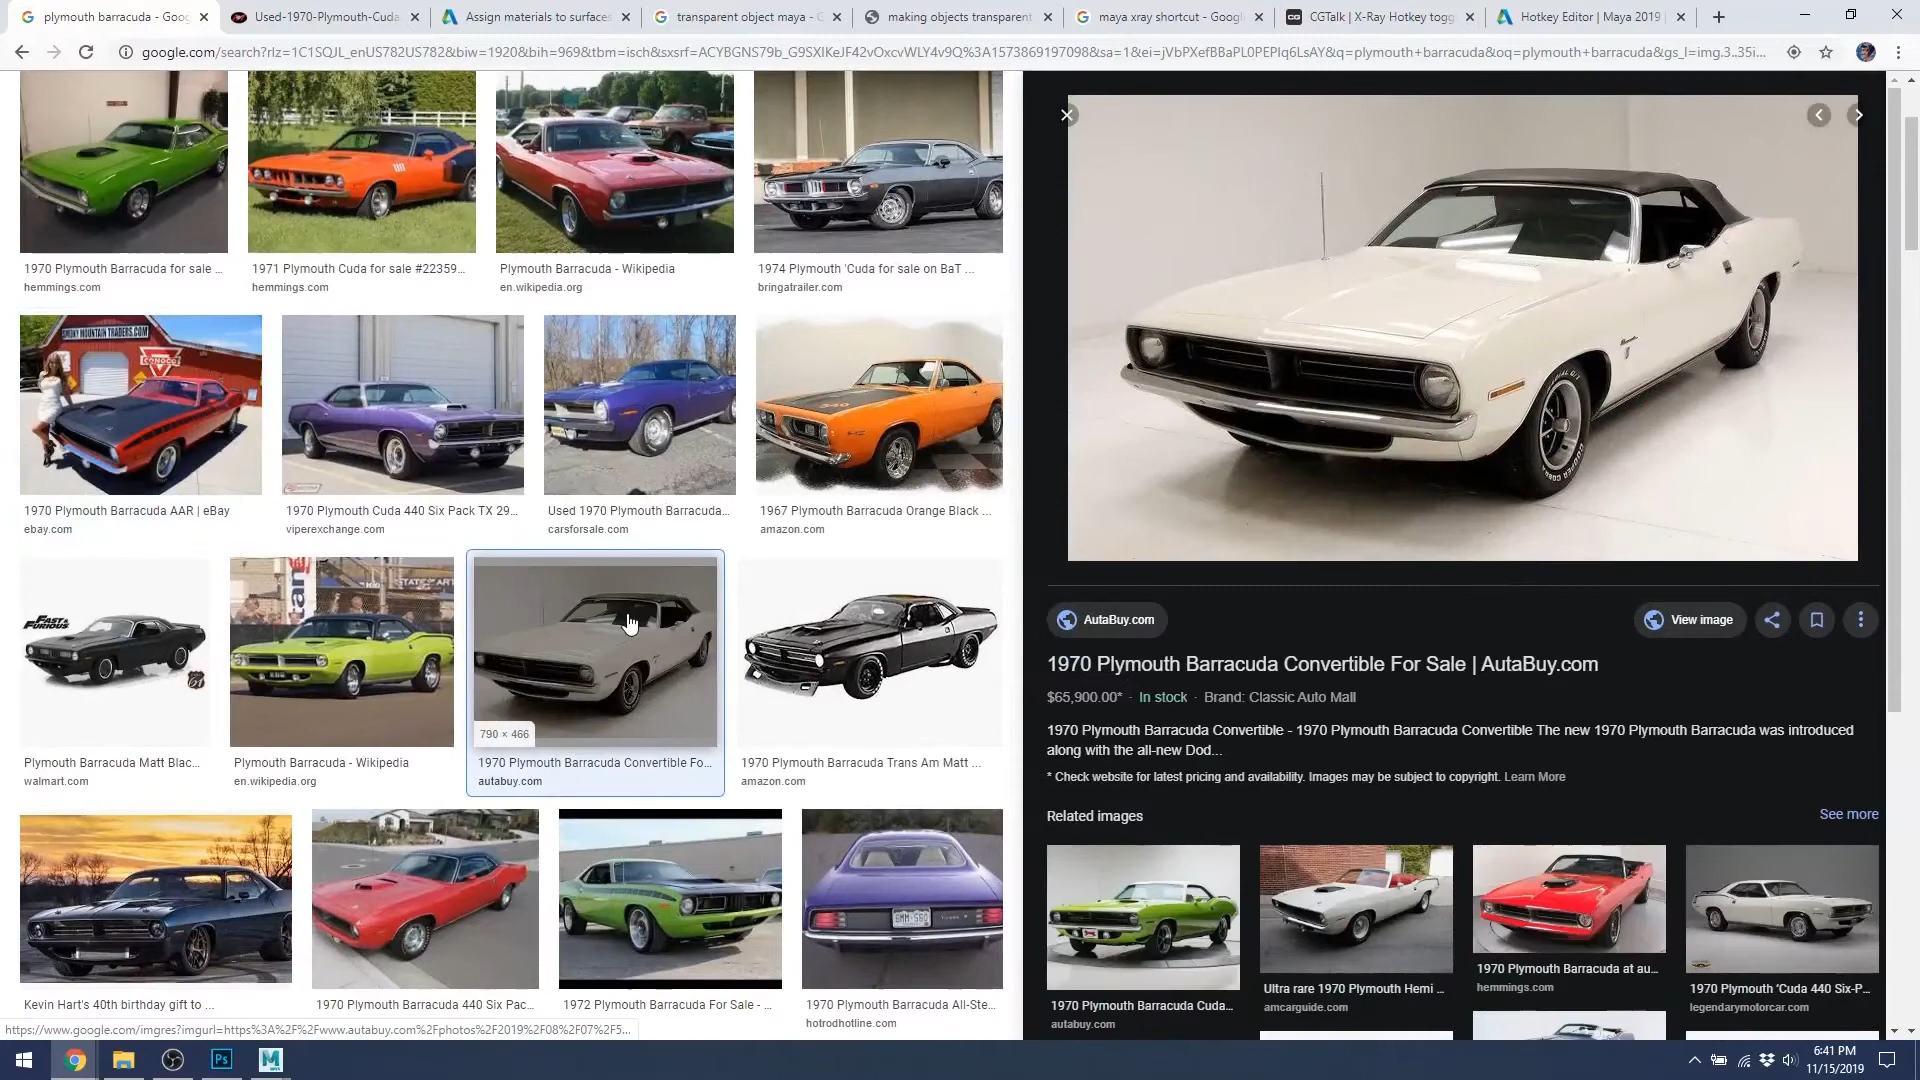 plymouth barracuda - Goog
Used-1970-Plymouth-Cuda
Assign materials to surfaces
transparent object maya - G
making objects transparent
maya xray shortcut - Google
CGTalk | X-Ray Hotkey togg
Hotkey Editor | Maya 2019
google.com/search?rlz=1C1SQJL_enUS782US782&biw=1920&bih=969&tbm=isch&sxsrf=ACYBGNS79b_G9SXIKeJF42vOxcvWLY4v9Q%3A1573869197098&sa=1&ei=jVbPXefBBaPL0PEPIq6LsAY&q=plymouth+barracuda&oq=plymouth+barracuda&gs_l=img.3..35i...
1970 Plymouth Barracuda for sale ...
hemmings.com
1971 Plymouth Cuda for sale #22359...
hemmings.com
Plymouth Barracuda - Wikipedia
en.wikipedia.org
1974 Plymouth 'Cuda for sale on BaT ...
bringatrailer.com
SMOKY MOUNTAIN TRADERS.COM
CONOCO
1970 Plymouth Barracuda AAR | eBay
ebay.com
1970 Plymouth Cuda 440 Six Pack TX 29...
viperexchange.com
Used 1970 Plymouth Barracuda...
carsforsale.com
1967 Plymouth Barracuda Orange Black ...
amazon.com
FAST & FURIOUS
Plymouth Barracuda Matt Blac...
walmart.com
Plymouth Barracuda - Wikipedia
en.wikipedia.org
790 × 466
1970 Plymouth Barracuda Convertible Fo...
autabuy.com
1970 Plymouth Barracuda Trans Am Matt ...
amazon.com
Kevin Hart's 40th birthday gift to ...
1970 Plymouth Barracuda 440 Six Pac...
1972 Plymouth Barracuda For Sale - ...
1970 Plymouth Barracuda All-Ste...
hotrodhotline.com
https://www.google.com/imgres?imgurl=https%3A%2F%2Fwww.autabuy.com%2Fphotos%2F2019%2F08%2F07%2F5...
AutaBuy.com
View image
1970 Plymouth Barracuda Convertible For Sale | AutaBuy.com
$65,900.00* · In stock · Brand: Classic Auto Mall
1970 Plymouth Barracuda Convertible - 1970 Plymouth Barracuda Convertible The new 1970 Plymouth Barracuda was introduced
along with the all-new Dod...
* Check website for latest pricing and availability. Images may be subject to copyright. Learn More
Related images
See more
1970 Plymouth Barracuda Cuda...
autabuy.com
Ultra rare 1970 Plymouth Hemi ...
amcarguide.com
1970 Plymouth Barracuda at au...
hemmings.com
1970 Plymouth 'Cuda 440 Six-P...
legendarymotorcar.com
Ps
M
6:41 PM
11/15/2019